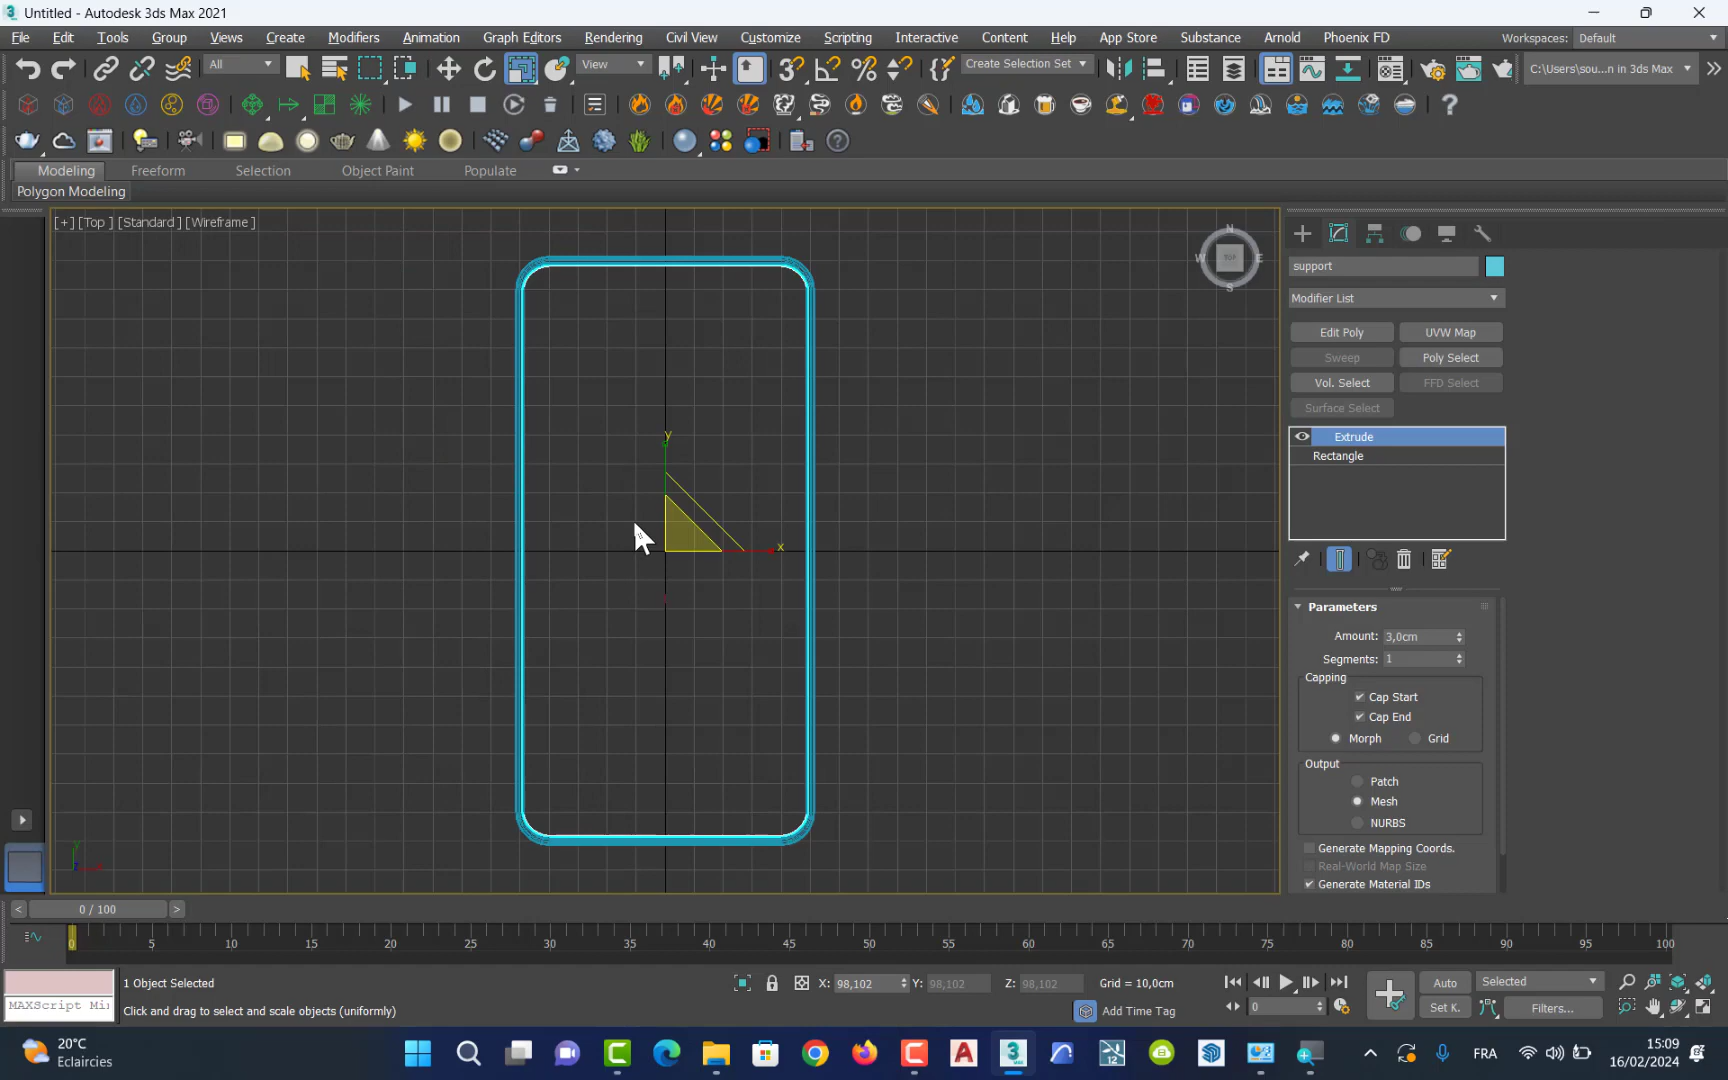 Untitled - Autodesk 3ds Max 2021
File Edit Tools Group Views Create Modifiers Animation Graph Editors Rendering Civil View Customize Scripting Interactive Content Help App Store Substance Arnold Phoenix FD Workspaces: Default
All View Create Selection Set C:\Users\sou...n in 3ds Max
Modeling Freeform Selection Object Paint Populate
Polygon Modeling
[+] [Top ] [Standard ] [Wireframe ]
N
W TOP E
S
support
Modifier List
Edit Poly UVW Map
Sweep Poly Select
Vol. Select FFD Select
Surface Select
Extrude
Rectangle
y
x
Parameters
Amount: 3,0cm
Segments: 1
Capping
Cap Start
Cap End
Morph Grid
Output
Patch
Mesh
NURBS
Generate Mapping Coords.
Real-World Map Size
Generate Material IDs
< 0 / 100 >
0 5 10 15 20 25 30 35 40 45 50 55 60 65 70 75 80 85 90 95 100
1 Object Selected X: 98,102 Y: 98,102 Z: 98,102 Grid = 10,0cm Auto Selected
MAXScript Mi Click and drag to select and scale objects (uniformly) Add Time Tag 0 Set K. Filters...
20°C
Eclaircies
FRA
15:09
16/02/2024